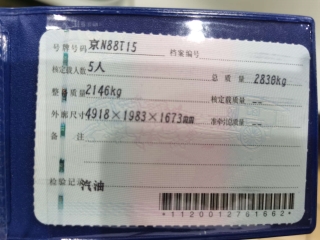 号牌号码 京N88T15 档案编号
核定载人数 5人 总质量 2836kg
整备质量 2146kg 核定载质量 --
外廓尺寸 4918×1983×1673㎜ 准牵引总质量 --
备注
检验记录 汽油
*1120012761662*